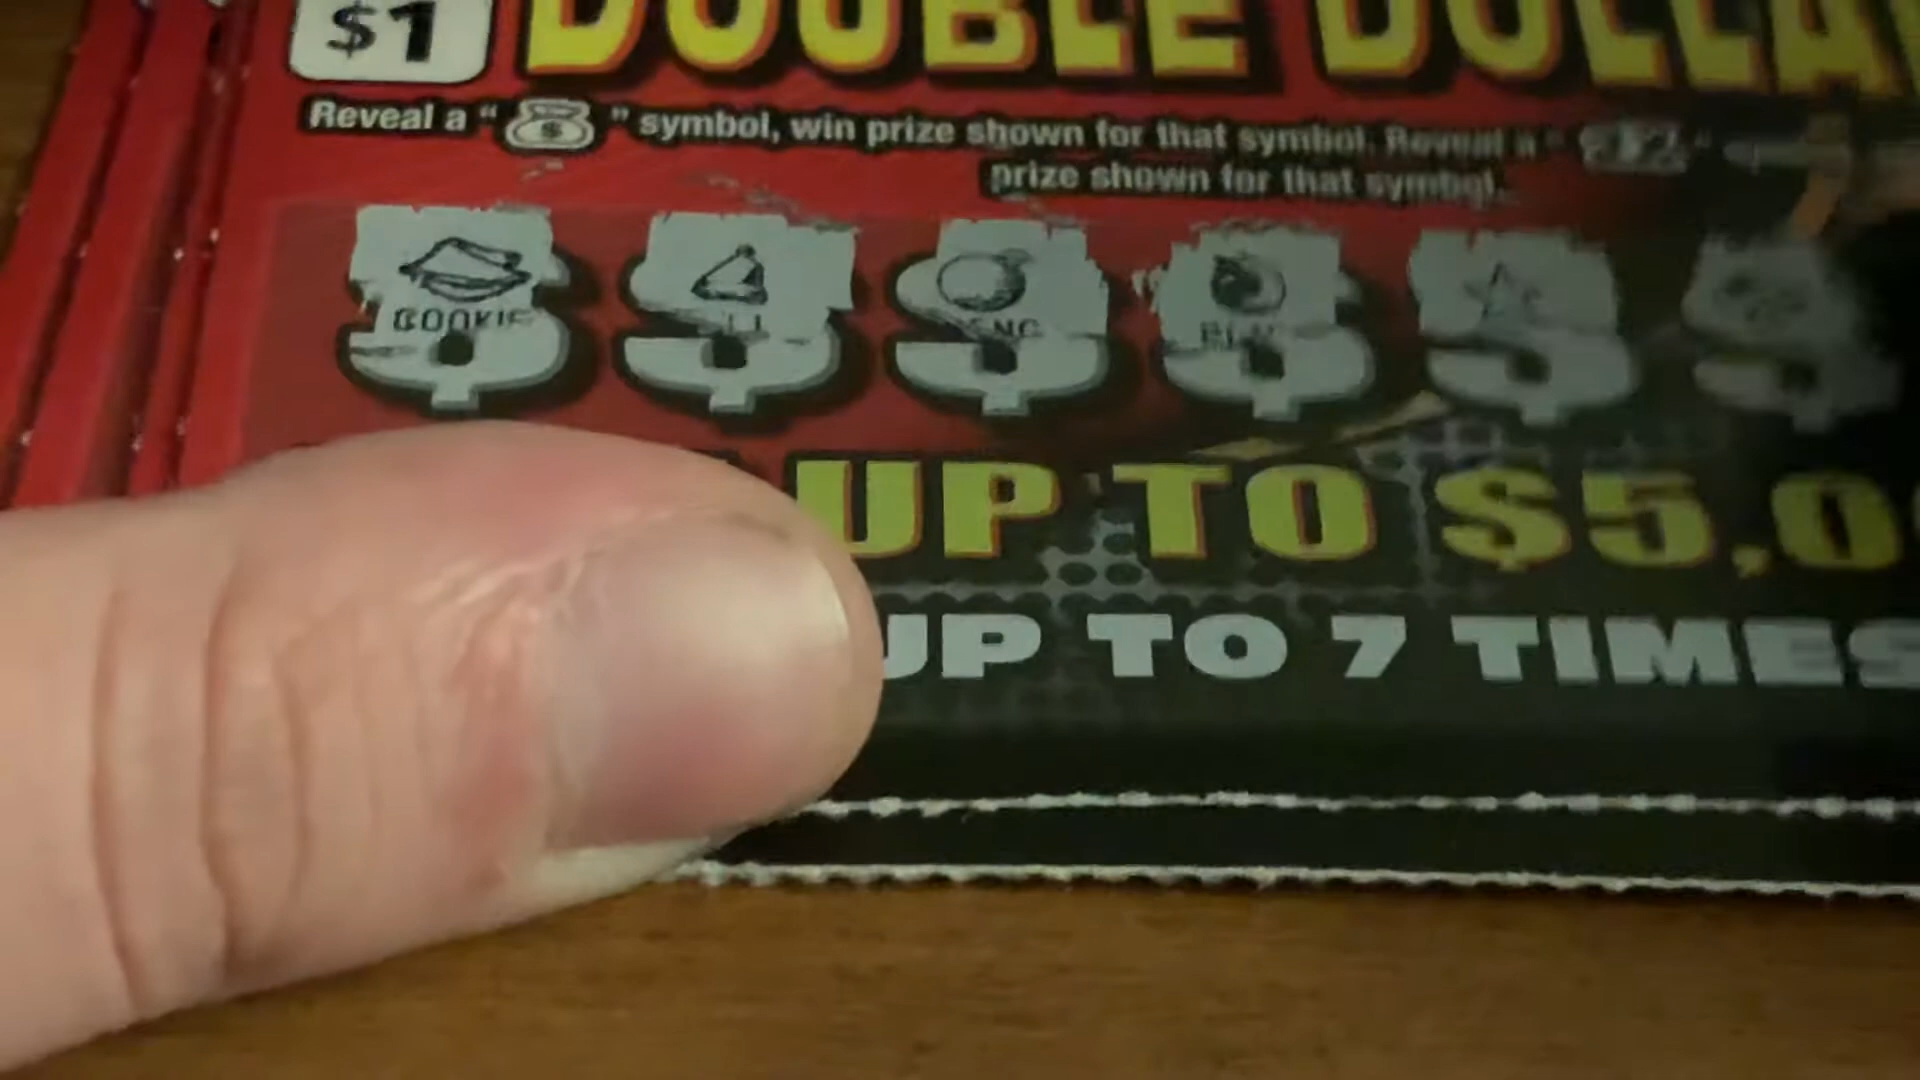 $1 DOUBLE DOLLA
Reveal a " " symbol, win prize shown for that symbol. Reveal a "
prize shown for that symbol.
COOKIE
UP TO $5,0
UP TO 7 TIMES